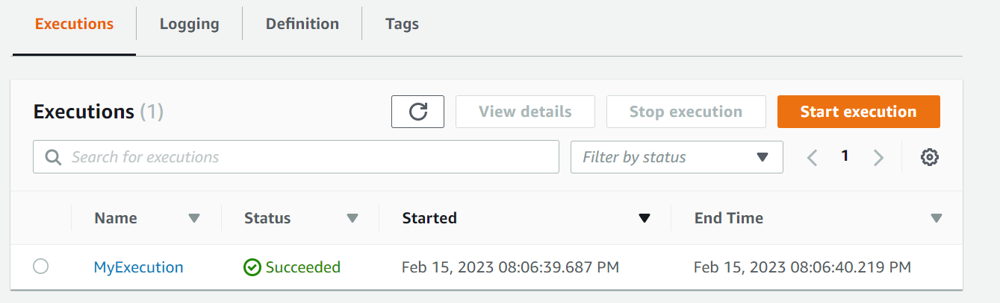 Executions Logging Definition Tags
Executions (1) View details Stop execution Start execution
Search for executions Filter by status 1
Name Status Started End Time
MyExecution Succeeded Feb 15, 2023 08:06:39.687 PM Feb 15, 2023 08:06:40.219 PM